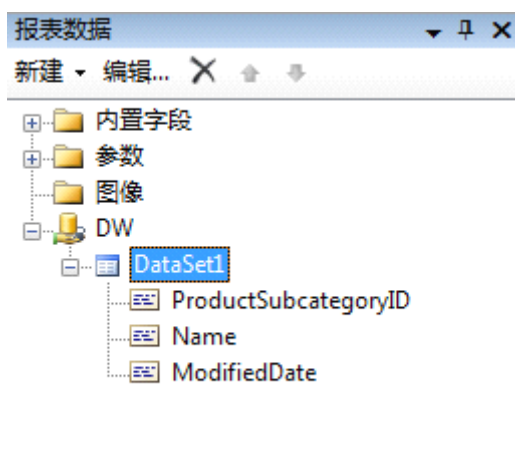 报表数据
新建 编辑...
内置字段
参数
图像
DW
DataSet1
ProductSubcategoryID
Name
ModifiedDate